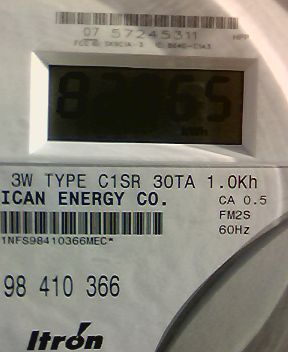 07 57245311
3W TYPE C1SR 30TA 1.0Kh
ICAN ENERGY CO.
CA 0.5
FM2S
60Hz
1NFS98410366MEC*
98 410 366
Itron
kWh